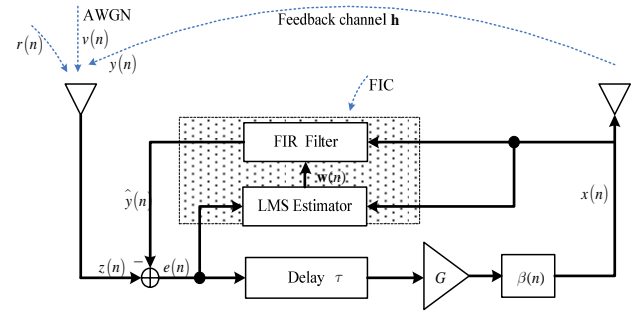 AWGN
Feedback channel h
r(n)
v(n)
y(n)
FIC
FIR Filter
w(n)
ŷ(n)
LMS Estimator
x(n)
z(n)
−
e(n)
Delay τ
G
β(n)